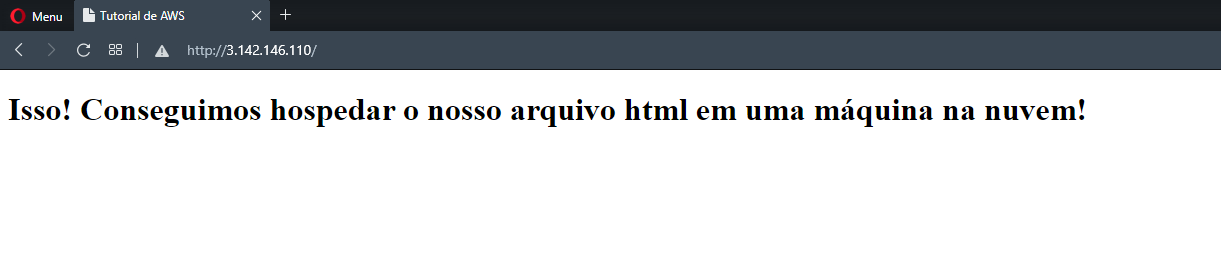 Menu
Tutorial de AWS
http://3.142.146.110/
Isso! Conseguimos hospedar o nosso arquivo html em uma máquina na nuvem!